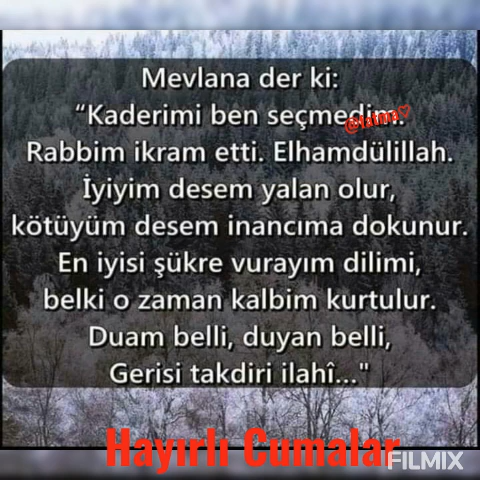 Mevlana der ki:
“Kaderimi ben seçmedim.
@fatma♡
Rabbim ikram etti. Elhamdülillah.
İyiyim desem yalan olur,
kötüyüm desem inancıma dokunur.
En iyisi şükre vurayım dilimi,
belki o zaman kalbim kurtulur.
Duam belli, duyan belli,
Gerisi takdiri ilahî..."
Hayırlı Cumalar
FILMIX